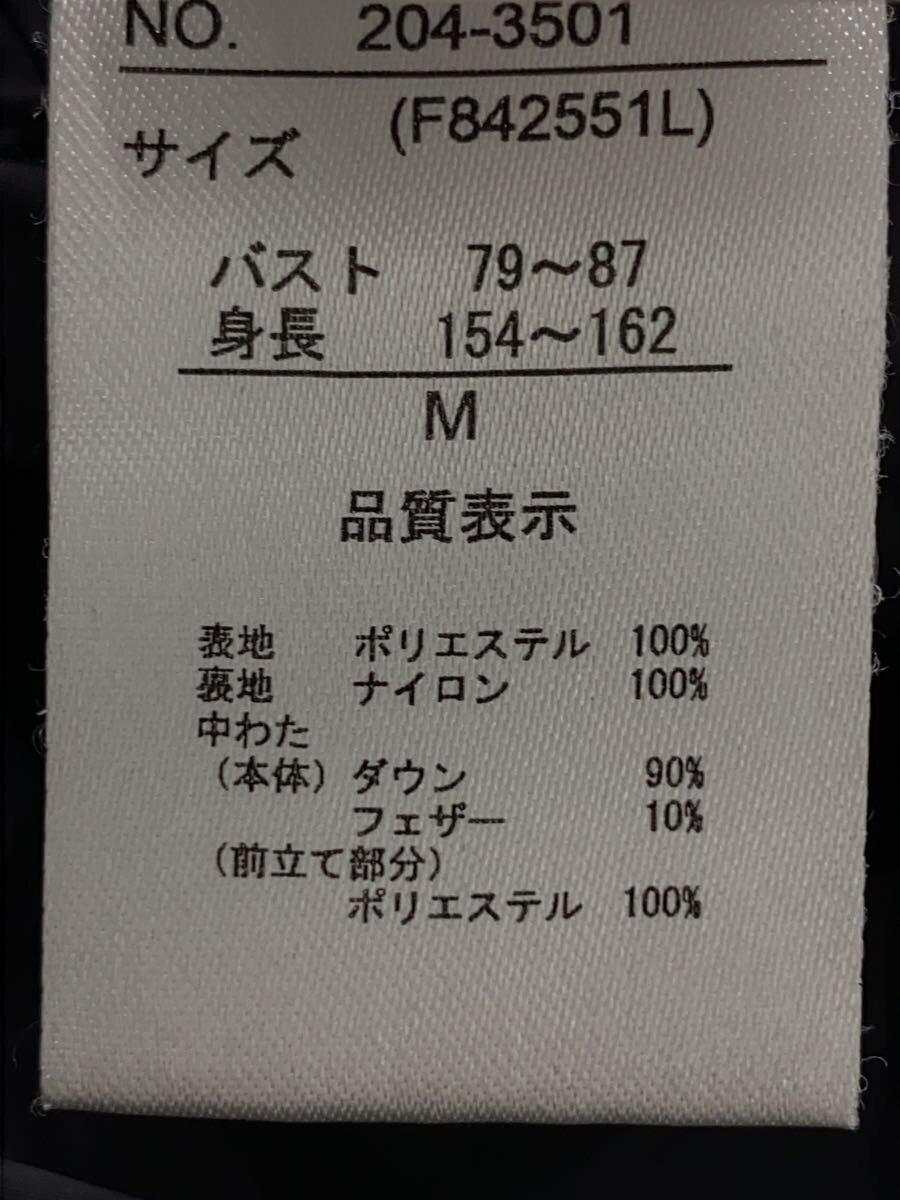 NO. 204-3501
(F842551L)
サイズ
バスト 79～87
身長 154～162
M
品質表示
表地 ポリエステル 100%
裏地 ナイロン 100%
中わた
(本体) ダウン 90%
フェザー 10%
(前立て部分)
ポリエステル 100%